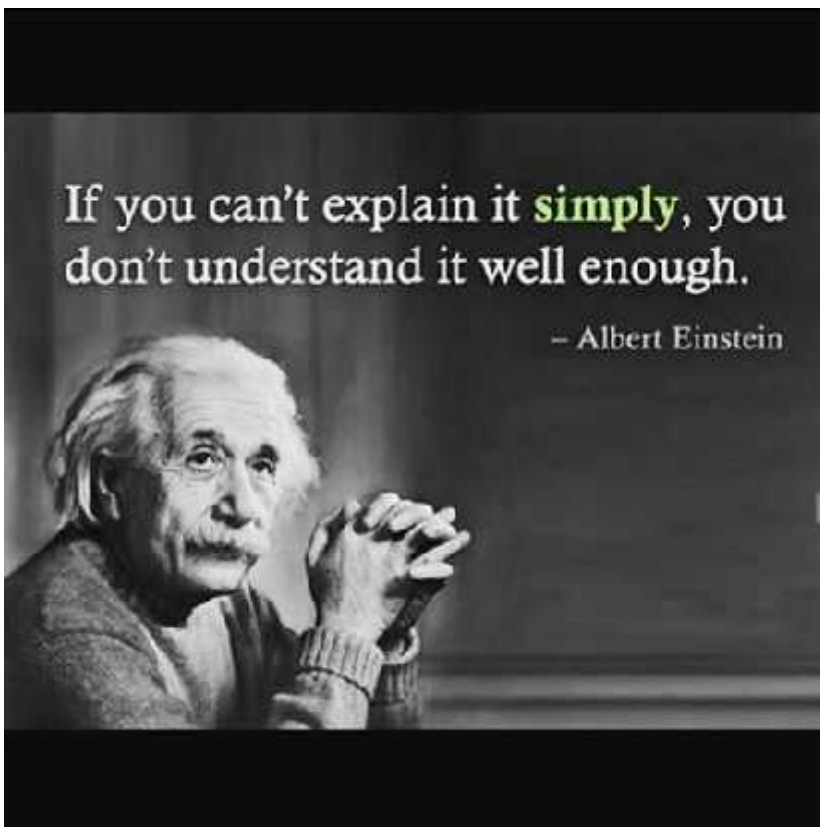 If you can't explain it simply, you
don't understand it well enough.
– Albert Einstein